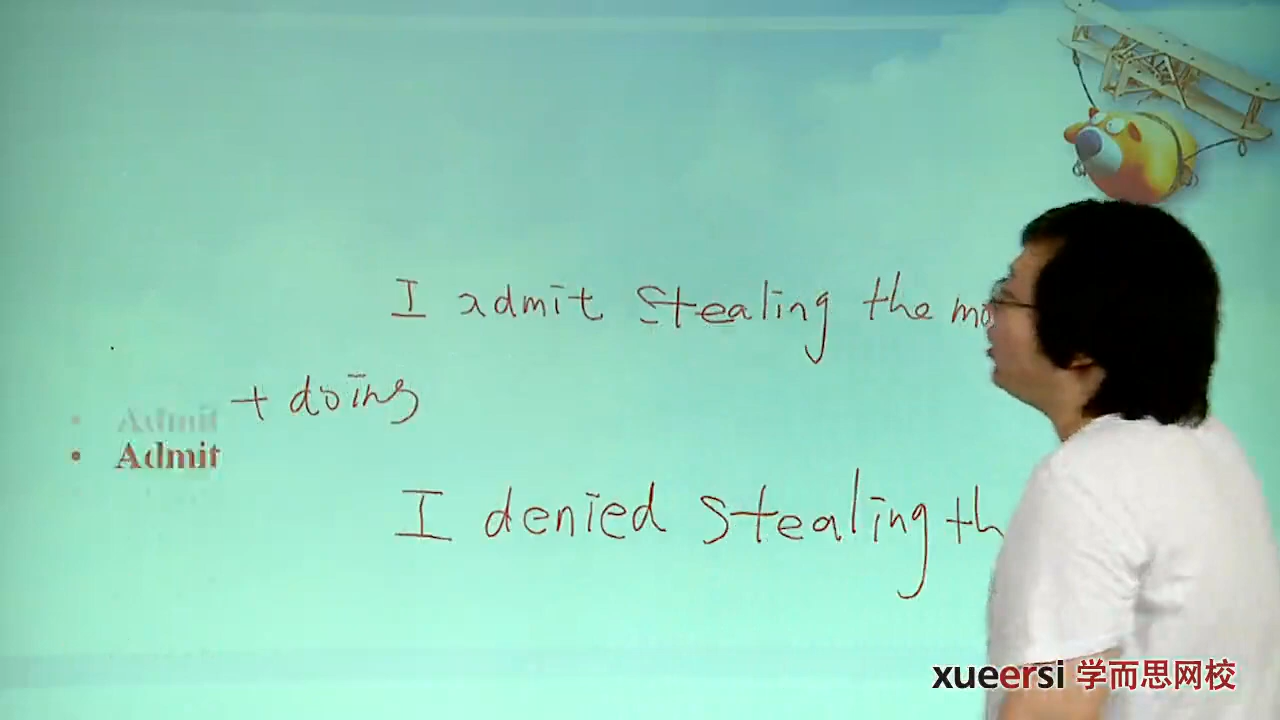 I admit stealing the
+ doing
Admit
Admit
I denied stealing
xueersi 学而思网校